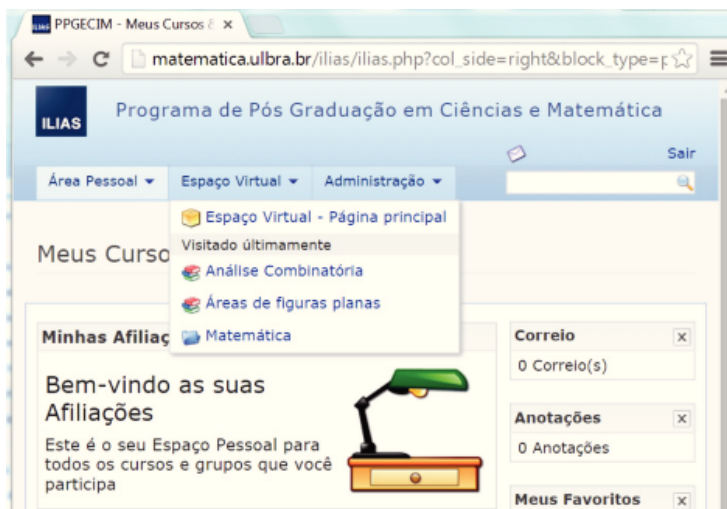 PPGECIM - Meus Cursos &
matematica.ulbra.br/ilias/ilias.php?col_side=right&block_type=p
ILIAS
Programa de Pós Graduação em Ciências e Matemática
Sair
Área Pessoal
Espaço Virtual
Administração
Espaço Virtual - Página principal
Visitado últimamente
Análise Combinatória
Áreas de figuras planas
Matemática
Meus Curso
Minhas Afiliaç
Bem-vindo as suas
Afiliações
Este é o seu Espaço Pessoal para
todos os cursos e grupos que você
participa
Correio
0 Correio(s)
Anotações
0 Anotações
Meus Favoritos